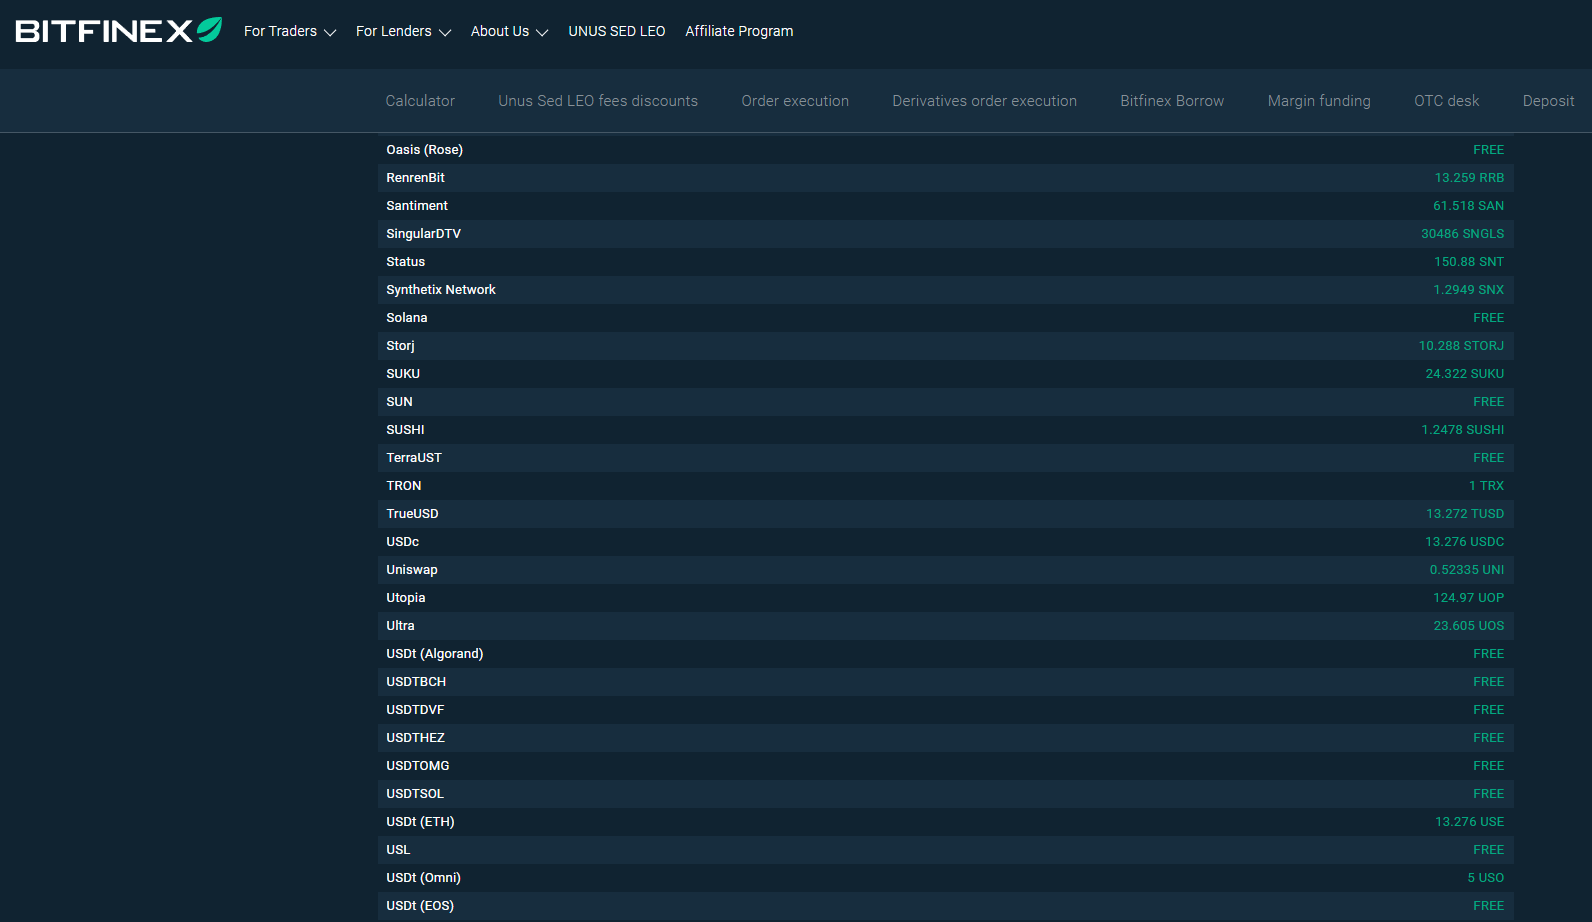 BITFINEX For Traders For Lenders About Us UNUS SED LEO Affiliate Program
Calculator Unus Sed LEO fees discounts Order execution Derivatives order execution Bitfinex Borrow Margin funding OTC desk Deposit
Oasis (Rose) FREE
RenrenBit 13.259 RRB
Santiment 61.518 SAN
SingularDTV 30486 SNGLS
Status 150.88 SNT
Synthetix Network 1.2949 SNX
Solana FREE
Storj 10.288 STORJ
SUKU 24.322 SUKU
SUN FREE
SUSHI 1.2478 SUSHI
TerraUST FREE
TRON 1 TRX
TrueUSD 13.272 TUSD
USDc 13.276 USDC
Uniswap 0.52335 UNI
Utopia 124.97 UOP
Ultra 23.605 UOS
USDt (Algorand) FREE
USDTBCH FREE
USDTDVF FREE
USDTHEZ FREE
USDTOMG FREE
USDTSOL FREE
USDt (ETH) 13.276 USE
USL FREE
USDt (Omni) 5 USO
USDt (EOS) FREE